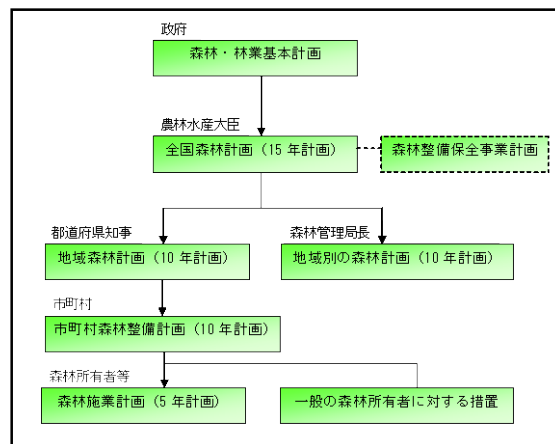 政府
森林・林業基本計画
農林水産大臣
全国森林計画（15年計画）
森林整備保全事業計画
都道府県知事
森林管理局長
地域森林計画（10年計画）
地域別の森林計画（10年計画）
市町村
市町村森林整備計画（10年計画）
森林所有者等
森林施業計画（5年計画）
一般の森林所有者に対する措置